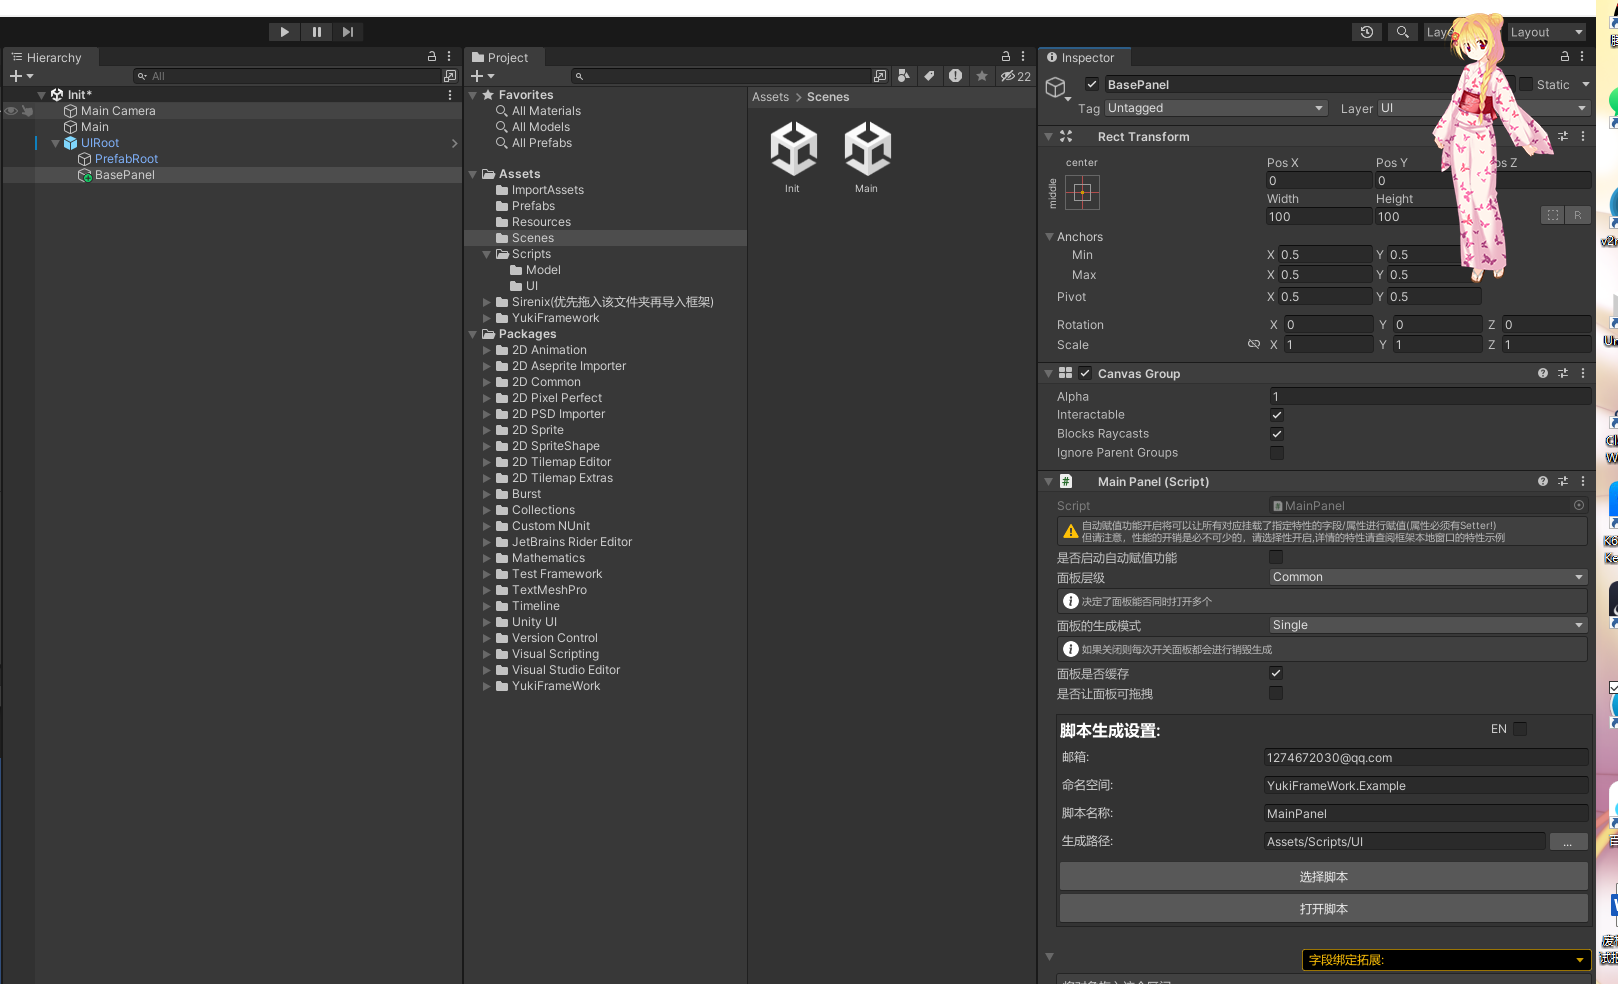 Layout
Hierarchy
All
Init*
Main Camera
Main
UIRoot
PrefabRoot
BasePanel
Project
22
Favorites
All Materials
All Models
All Prefabs
Assets
ImportAssets
Prefabs
Resources
Scenes
Scripts
Model
UI
Sirenix(优先拖入该文件夹再导入框架)
YukiFramework
Packages
2D Animation
2D Aseprite Importer
2D Common
2D Pixel Perfect
2D PSD Importer
2D Sprite
2D SpriteShape
2D Tilemap Editor
2D Tilemap Extras
Burst
Collections
Custom NUnit
JetBrains Rider Editor
Mathematics
Test Framework
TextMeshPro
Timeline
Unity UI
Version Control
Visual Scripting
Visual Studio Editor
YukiFrameWork
Assets > Scenes
Init
Main
Inspector
BasePanel
Static
Tag Untagged
Layer UI
Rect Transform
center
middle
Pos X Pos Y
0 0
Width Height
100 100
R
Anchors
Min X 0.5 Y 0.5
Max X 0.5 Y 0.5
Pivot X 0.5 Y 0.5
Rotation X 0 Y 0 Z 0
Scale X 1 Y 1 Z 1
Canvas Group
Alpha 1
Interactable
Blocks Raycasts
Ignore Parent Groups
Main Panel (Script)
Script MainPanel
自动赋值功能开启将可以让所有对应挂载了指定特性的字段/属性进行赋值(属性必须有Setter!)
但请注意，性能的开销是必不可少的，请选择性开启,详情的特性请查阅框架本地窗口的特性示例
是否启动自动赋值功能
面板层级 Common
决定了面板能否同时打开多个
面板的生成模式 Single
如果关闭则每次开关面板都会进行销毁生成
面板是否缓存
是否让面板可拖拽
脚本生成设置: EN
邮箱: 1274672030@qq.com
命名空间: YukiFrameWork.Example
脚本名称: MainPanel
生成路径: Assets/Scripts/UI ...
选择脚本
打开脚本
字段绑定拓展: